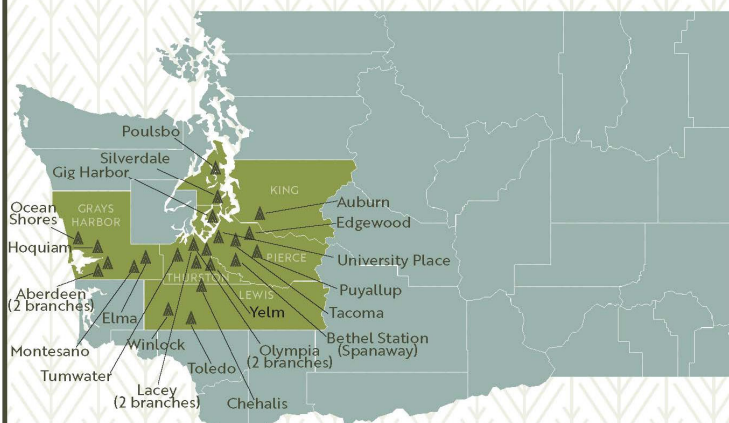 Poulsbo
Silverdale
Gig Harbor
KING
Ocean
Shores
GRAYS
HARBOR
Auburn
Edgewood
Hoquiam
University Place
PIERCE
THURSTON
Puyallup
Aberdeen
(2 branches)
LEWIS
Elma
Yelm
Tacoma
Bethel Station
(Spanaway)
Montesano
Winlock
Olympia
(2 branches)
Tumwater
Toledo
Lacey
(2 branches)
Chehalis